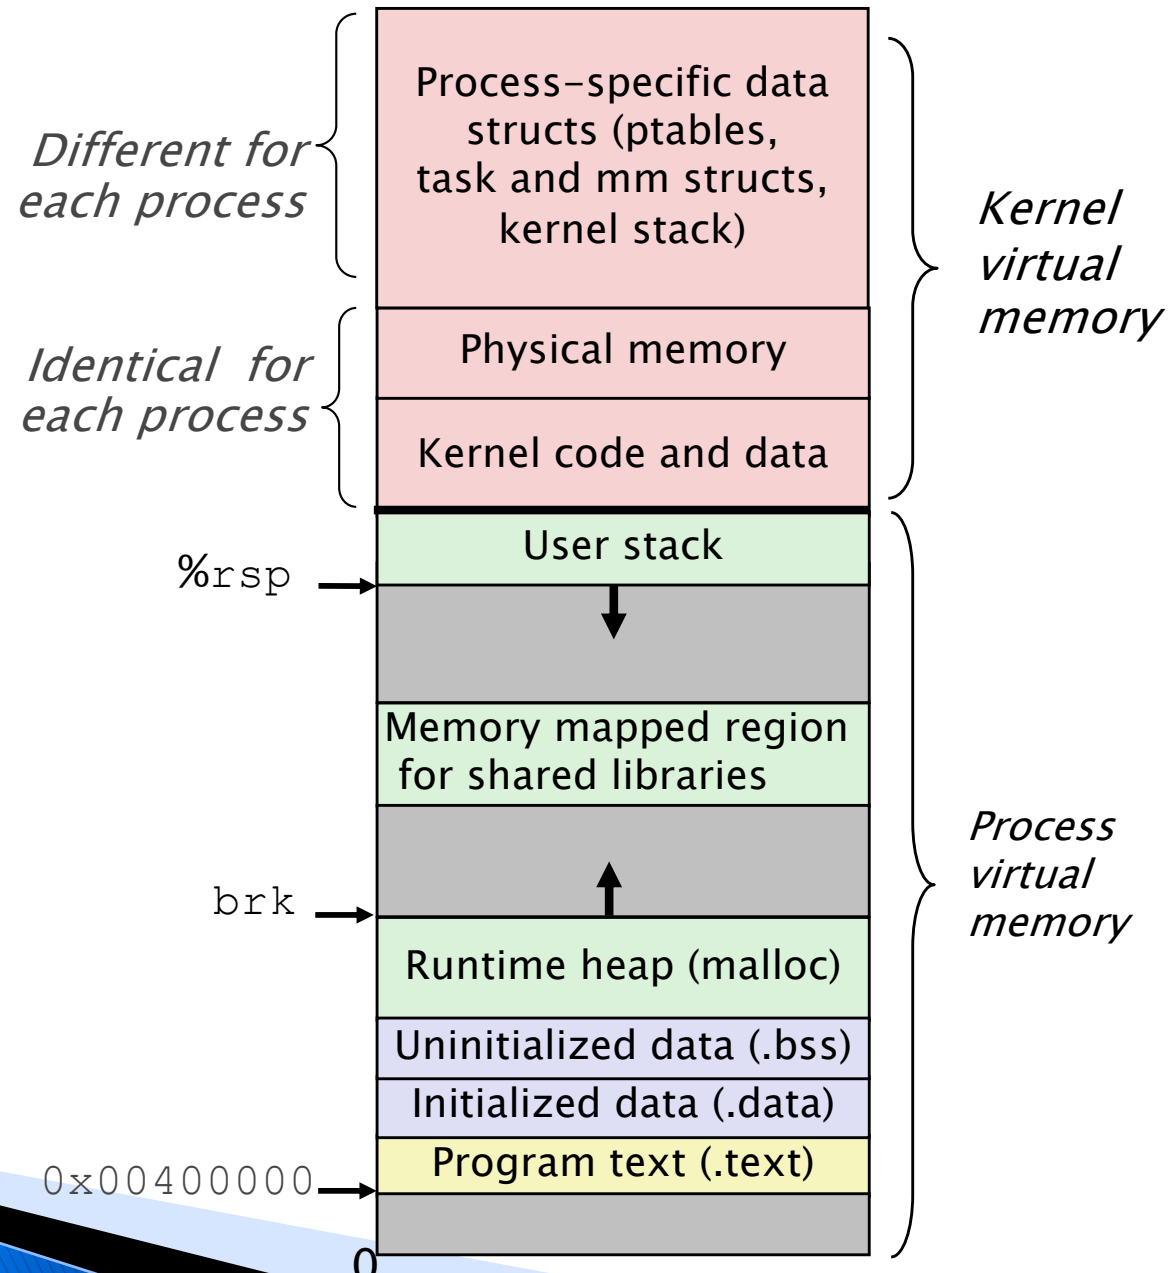 Process-specific data
structs (ptables,
task and mm structs,
kernel stack)
Different for
each process
Kernel
virtual
memory
Physical memory
Identical for
each process
Kernel code and data
User stack
%rsp
Memory mapped region
for shared libraries
Process
virtual
memory
brk
Runtime heap (malloc)
Uninitialized data (.bss)
Initialized data (.data)
Program text (.text)
0x00400000
0